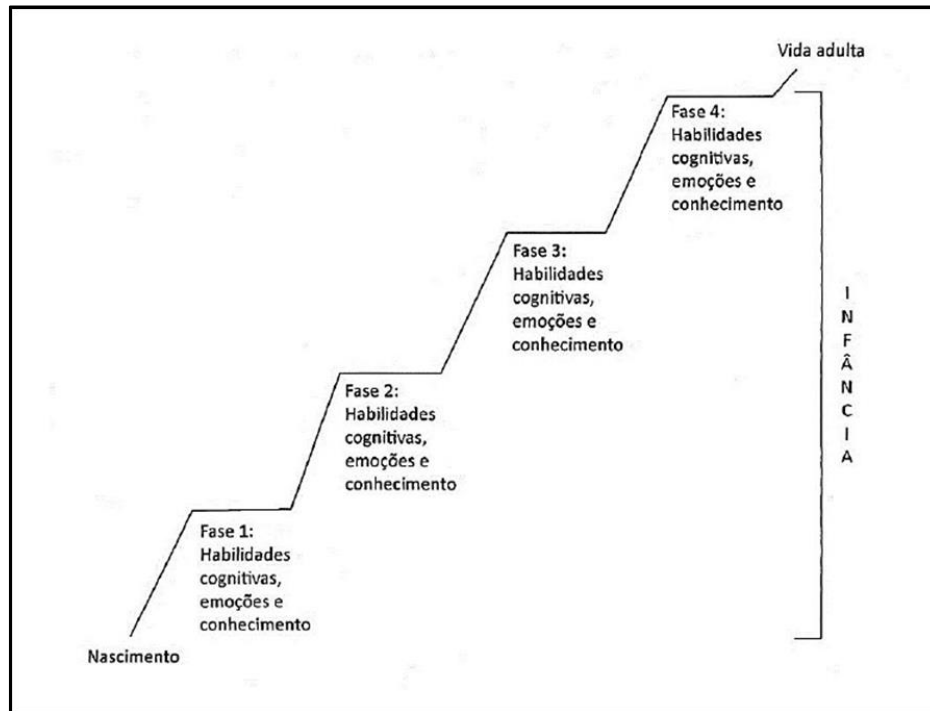 Vida adulta
Fase 4:
Habilidades
cognitivas,
emoções e
conhecimento
Fase 3:
Habilidades
cognitivas,
emoções e
conhecimento
Fase 2:
Habilidades
cognitivas,
emoções e
conhecimento
Fase 1:
Habilidades
cognitivas,
emoções e
conhecimento
Nascimento
INFÂNCIA